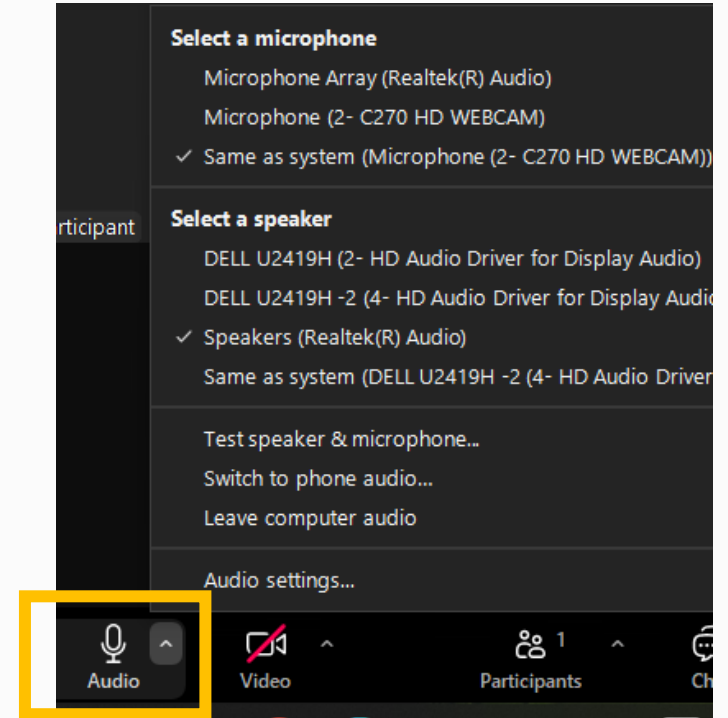 Select a microphone
Microphone Array (Realtek(R) Audio)
Microphone (2- C270 HD WEBCAM)
Same as system (Microphone (2- C270 HD WEBCAM))
rticipant
Select a speaker
DELL U2419H (2- HD Audio Driver for Display Audio)
DELL U2419H -2 (4- HD Audio Driver for Display Audio
Speakers (Realtek(R) Audio)
Same as system (DELL U2419H -2 (4- HD Audio Driver
Test speaker & microphone...
Switch to phone audio...
Leave computer audio
Audio settings...
1
Audio Video Participants Ch